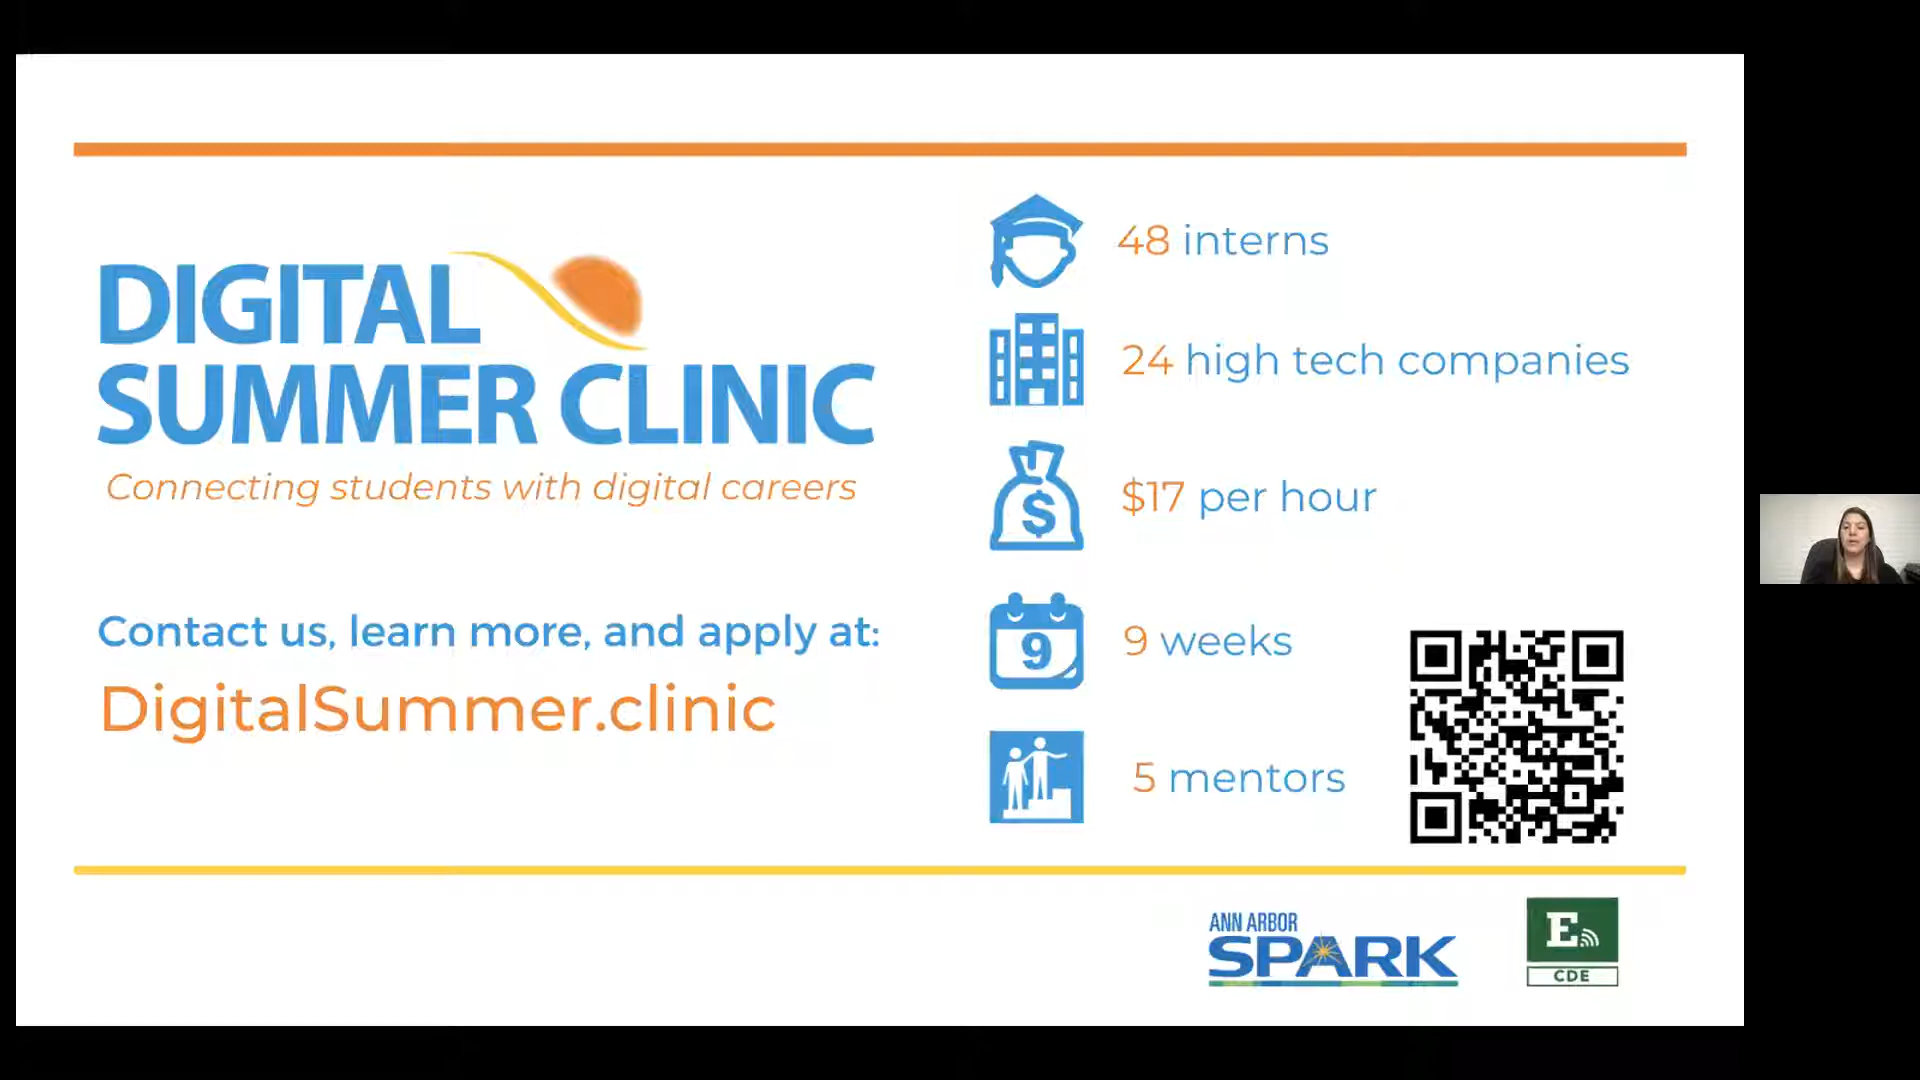 DIGITAL
SUMMER CLINIC
Connecting students with digital careers
Contact us, learn more, and apply at:
DigitalSummer.clinic
48 interns
24 high tech companies
$
$17 per hour
9
9 weeks
5 mentors
ANN ARBOR
SPARK
E
CDE